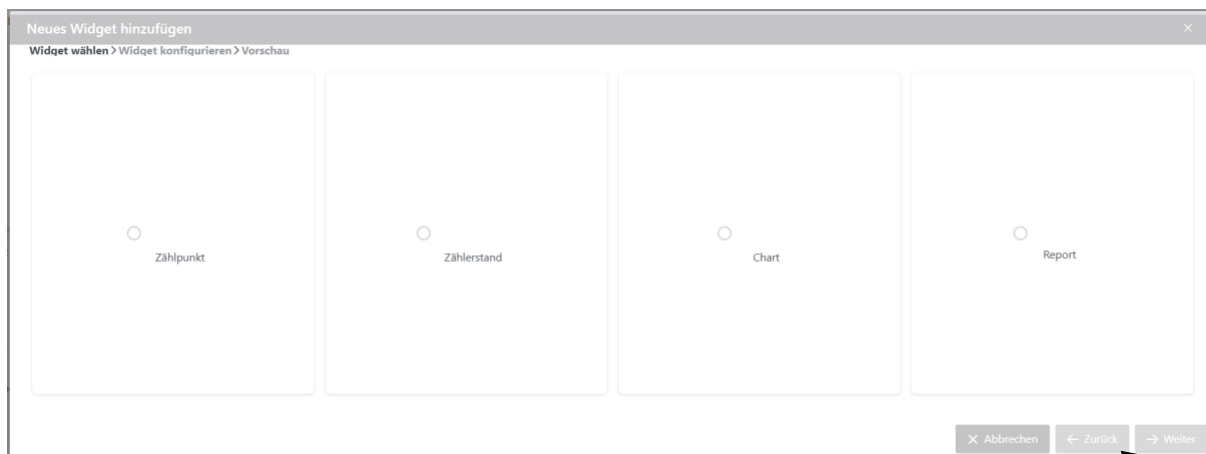 Neues Widget hinzufügen
Widget wählen > Widget konfigurieren > Vorschau
Zählpunkt
Zählerstand
Chart
Report
Abbrechen
Zurück
Weiter